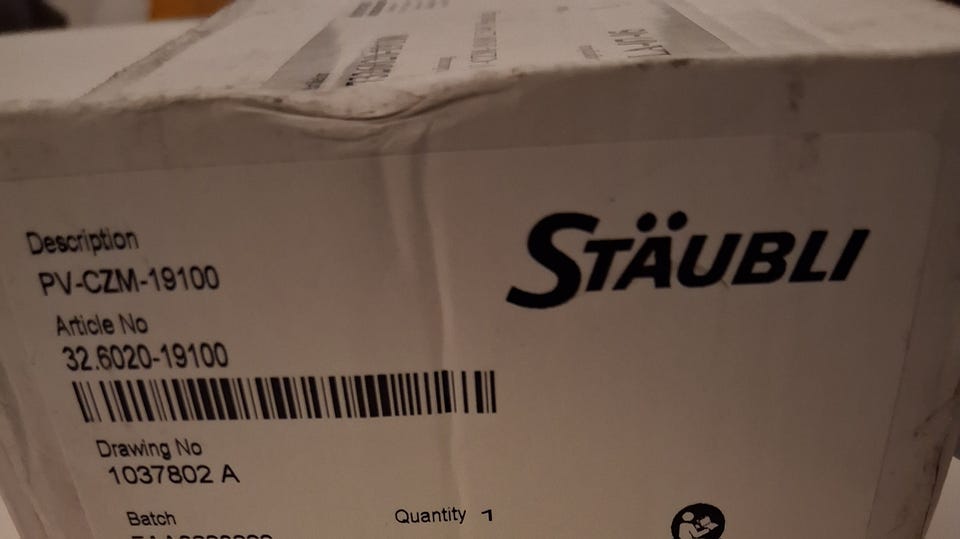 STÄUBLI
Description
PV-CZM-19100
Article No
32.6020-19100
Drawing No
1037802 A
Batch
Quantity 1